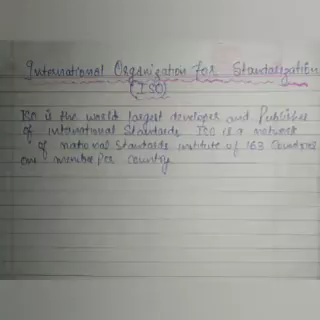 International Organization for Standalization
(ISO)
ISO is the world largest developer and Publisher
of international Standards. ISO is a network
of national Standards institute of 163 Countries
one member Per Country